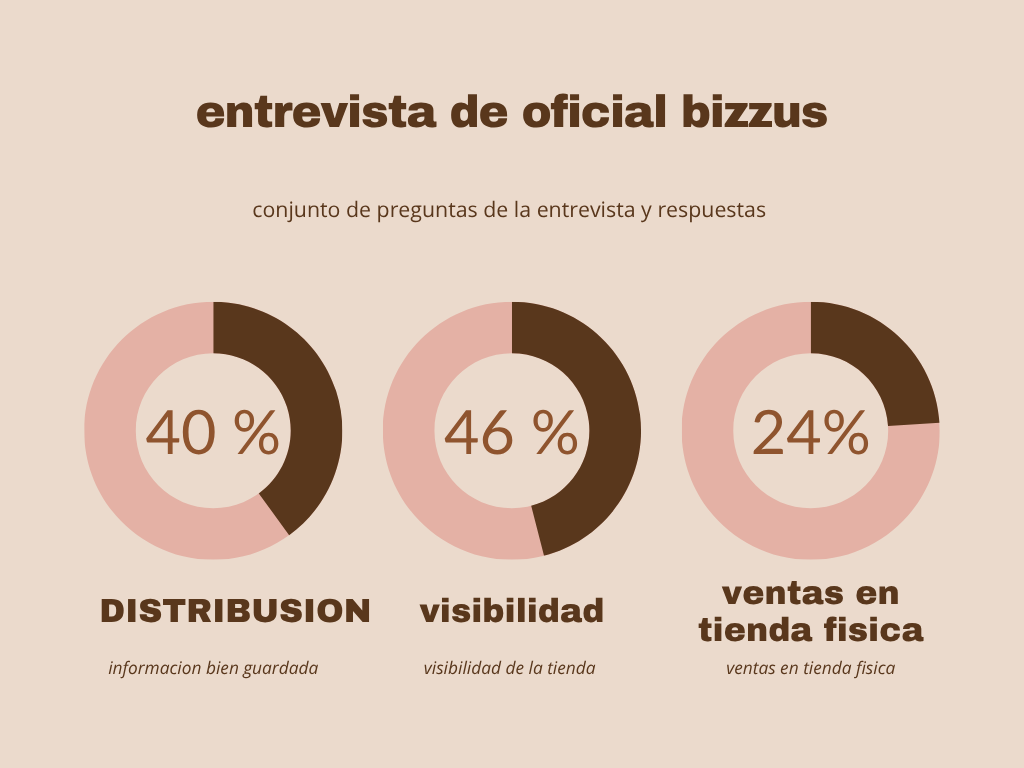 entrevista de oficial bizzus
conjunto de preguntas de la entrevista y respuestas
40 %
46 %
24%
DISTRIBUSION
visibilidad
ventas en
tienda fisica
informacion bien guardada
visibilidad de la tienda
ventas en tienda fisica